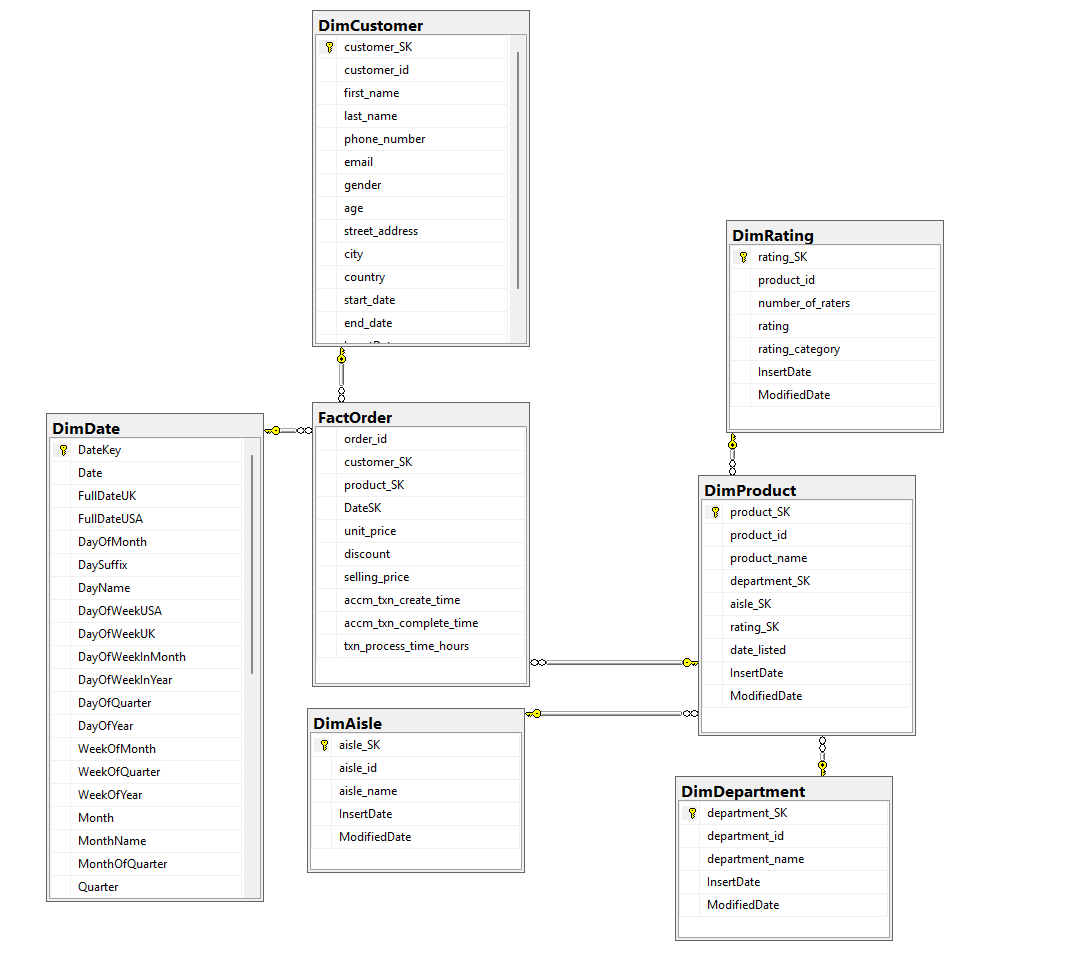 DimCustomer
customer_SK
customer_id
first_name
last_name
phone_number
email
gender
age
street_address
city
country
start_date
end_date
DimRating
rating_SK
product_id
number_of_raters
rating
rating_category
InsertDate
ModifiedDate
DimDate
DateKey
Date
FullDateUK
FullDateUSA
DayOfMonth
DaySuffix
DayName
DayOfWeekUSA
DayOfWeekUK
DayOfWeekInMonth
DayOfWeekInYear
DayOfQuarter
DayOfYear
WeekOfMonth
WeekOfQuarter
WeekOfYear
Month
MonthName
MonthOfQuarter
Quarter
FactOrder
order_id
customer_SK
product_SK
DateSK
unit_price
discount
selling_price
accm_txn_create_time
accm_txn_complete_time
txn_process_time_hours
DimProduct
product_SK
product_id
product_name
department_SK
aisle_SK
rating_SK
date_listed
InsertDate
ModifiedDate
DimAisle
aisle_SK
aisle_id
aisle_name
InsertDate
ModifiedDate
DimDepartment
department_SK
department_id
department_name
InsertDate
ModifiedDate